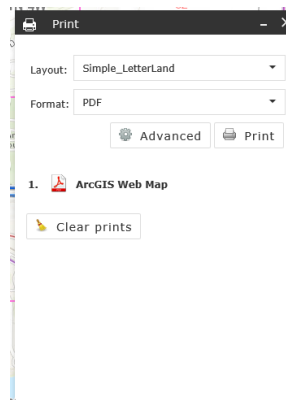 Print
Layout: Simple_LetterLand
Format: PDF
Advanced Print
1. ArcGIS Web Map
Clear prints